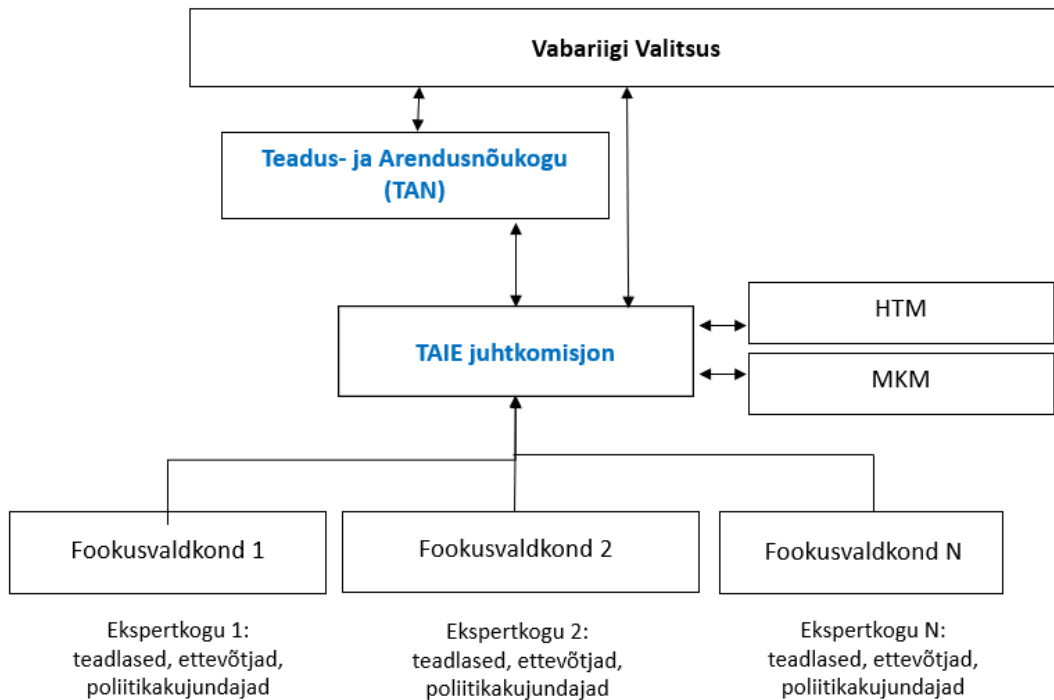 Vabariigi Valitsus
Teadus- ja Arendusnõukogu
(TAN)
TAIE juhtkomisjon
HTM
MKM
Fookusvaldkond 1
Fookusvaldkond 2
Fookusvaldkond N
Ekspertkogu 1:
teadlased, ettevõtjad,
poliitikakujundajad
Ekspertkogu 2:
teadlased, ettevõtjad,
poliitikakujundajad
Ekspertkogu N:
teadlased, ettevõtjad,
poliitikakujundajad